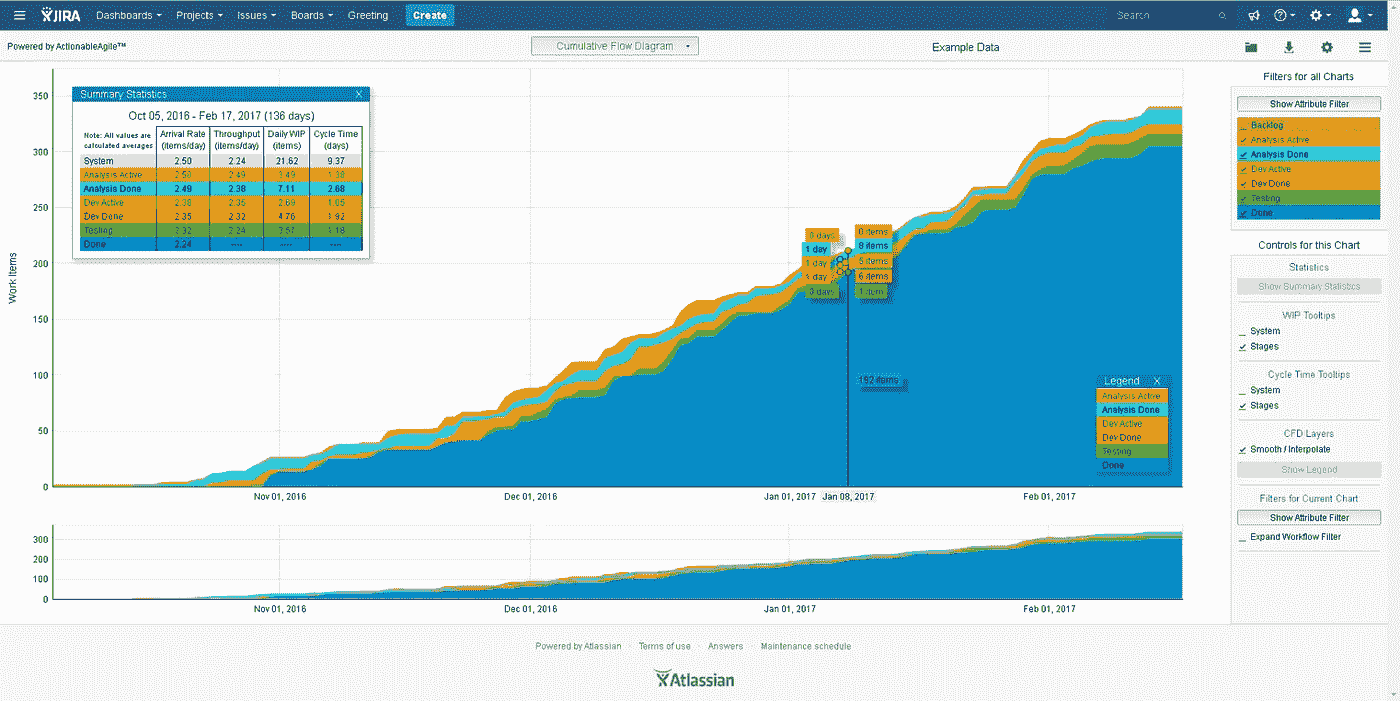 JIRA Dashboards Projects Issues Boards Greeting Create Search
Powered by ActionableAgile™ Cumulative Flow Diagram Example Data
Summary Statistics X
Oct 05, 2016 - Feb 17, 2017 (136 days)
Note: All values are calculated averages
Arrival Rate (items/day) Throughput (items/day) Daily WIP (items) Cycle Time (days)
System 2.50 2.24 21.62 9.37
Analysis Active 2.50 2.49 3.49 1.38
Analysis Done 2.49 2.38 7.11 2.68
Dev Active 2.38 2.35
Dev Done 2.35 2.32 4.76 1.92
Testing 2.32 2.24 1.18
Done 2.24 ---- ---- ----
Work Items
350
300
250
200
150
100
50
0
0 days 0 items
1 day 9 items
1 day 5 items
day 6 items
0 days 1 item
192 items
Legend X
Analysis Active
Analysis Done
Dev Active
Dev Done
Testing
Done
Nov 01, 2016 Dec 01, 2016 Jan 01, 2017 Jan 08, 2017 Feb 01, 2017
300
200
100
0
Nov 01, 2016 Dec 01, 2016 Jan 01, 2017 Feb 01, 2017
Filters for all Charts
Show Attribute Filter
Backlog
Analysis Active
Analysis Done
Dev Active
Dev Done
Testing
Done
Controls for this Chart
Statistics
Show Summary Statistics
WIP Tooltips
System
Stages
Cycle Time Tooltips
System
Stages
CFD Layers
Smooth / Interpolate
Show Legend
Filters for Current Chart
Show Attribute Filter
Expand Workflow Filter
Powered by Atlassian · Terms of use · Answers · Maintenance schedule
Atlassian